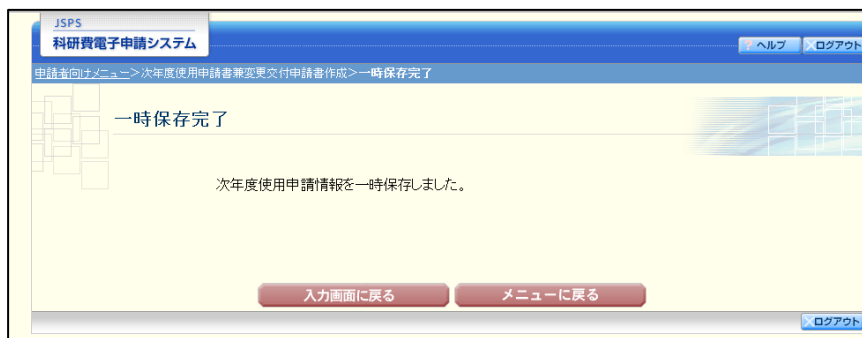 JSPS
科研費電子申請システム
? ヘルプ ×ログアウト
申請者向けメニュー>次年度使用申請書兼変更交付申請書作成>一時保存完了
一時保存完了
次年度使用申請情報を一時保存しました。
入力画面に戻る メニューに戻る
×ログアウト